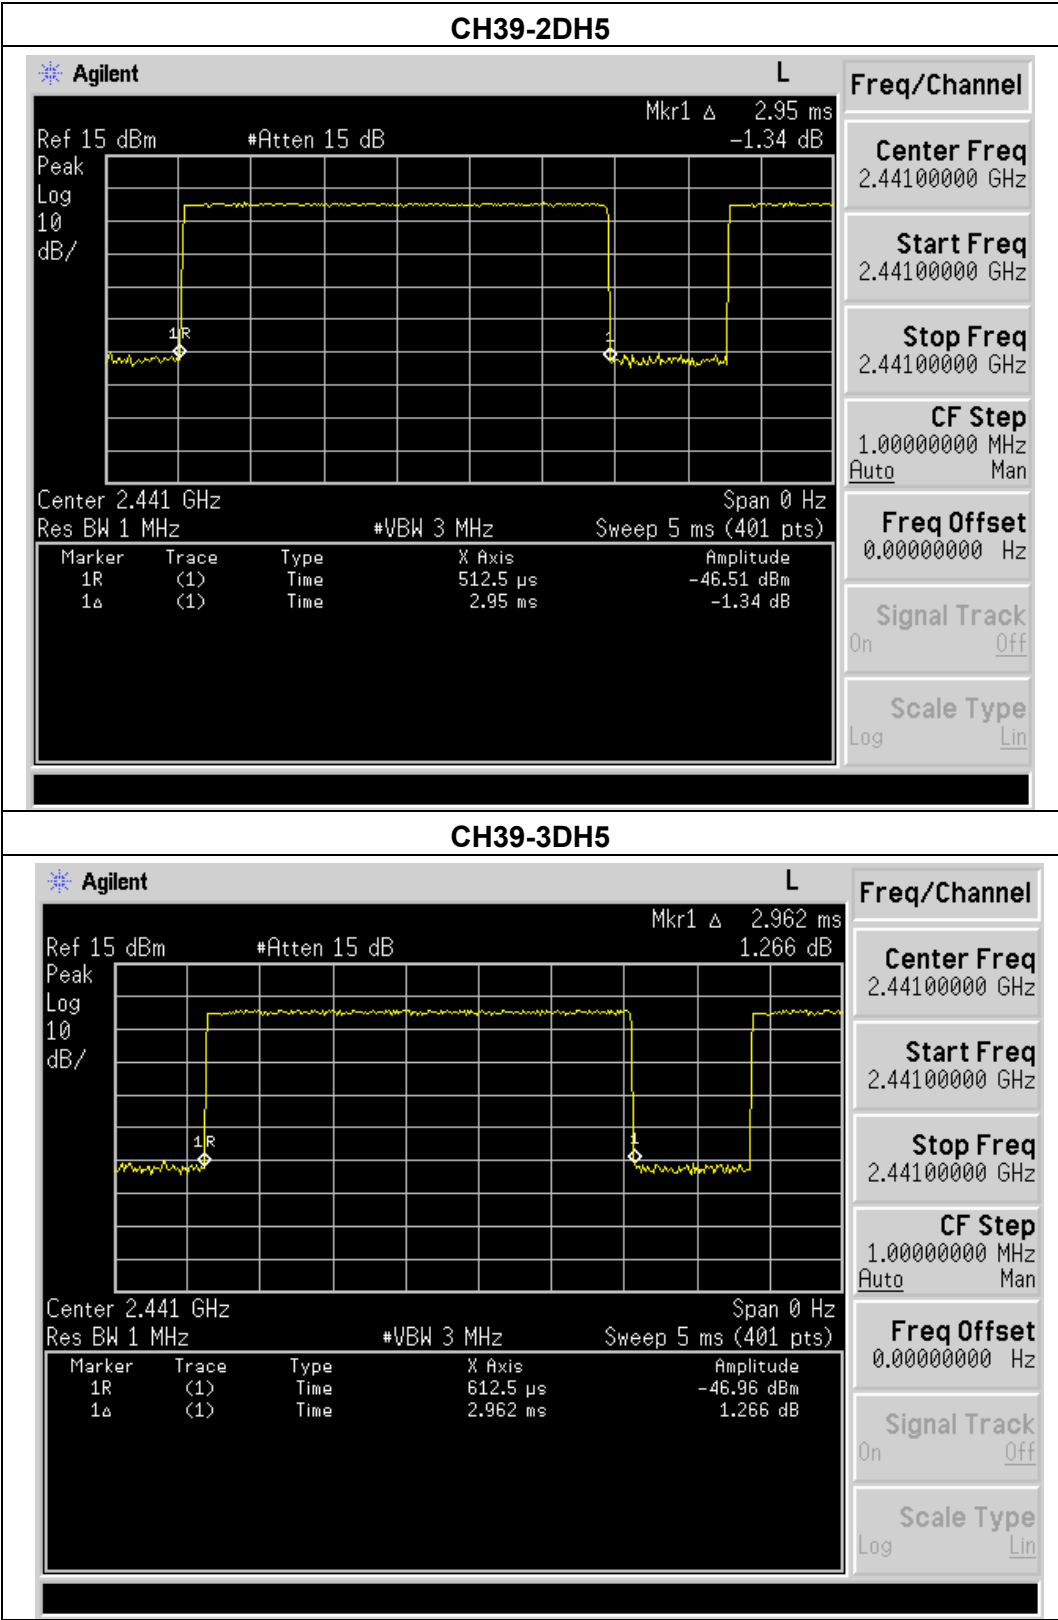 CH39-2DH5
Agilent
L
Mkr1 Δ 2.95 ms
Ref 15 dBm #Atten 15 dB -1.34 dB
Peak
Log
10
dB/
1R
1
Center 2.441 GHz Span 0 Hz
Res BW 1 MHz #VBW 3 MHz Sweep 5 ms (401 pts)
Marker Trace Type X Axis Amplitude
1R (1) Time 512.5 µs -46.51 dBm
1Δ (1) Time 2.95 ms -1.34 dB
Freq/Channel
Center Freq
2.44100000 GHz
Start Freq
2.44100000 GHz
Stop Freq
2.44100000 GHz
CF Step
1.00000000 MHz
Auto Man
Freq Offset
0.00000000 Hz
Signal Track
On Off
Scale Type
Log Lin
CH39-3DH5
Agilent
L
Mkr1 Δ 2.962 ms
Ref 15 dBm #Atten 15 dB 1.266 dB
Peak
Log
10
dB/
1R
1
Center 2.441 GHz Span 0 Hz
Res BW 1 MHz #VBW 3 MHz Sweep 5 ms (401 pts)
Marker Trace Type X Axis Amplitude
1R (1) Time 612.5 µs -46.96 dBm
1Δ (1) Time 2.962 ms 1.266 dB
Freq/Channel
Center Freq
2.44100000 GHz
Start Freq
2.44100000 GHz
Stop Freq
2.44100000 GHz
CF Step
1.00000000 MHz
Auto Man
Freq Offset
0.00000000 Hz
Signal Track
On Off
Scale Type
Log Lin